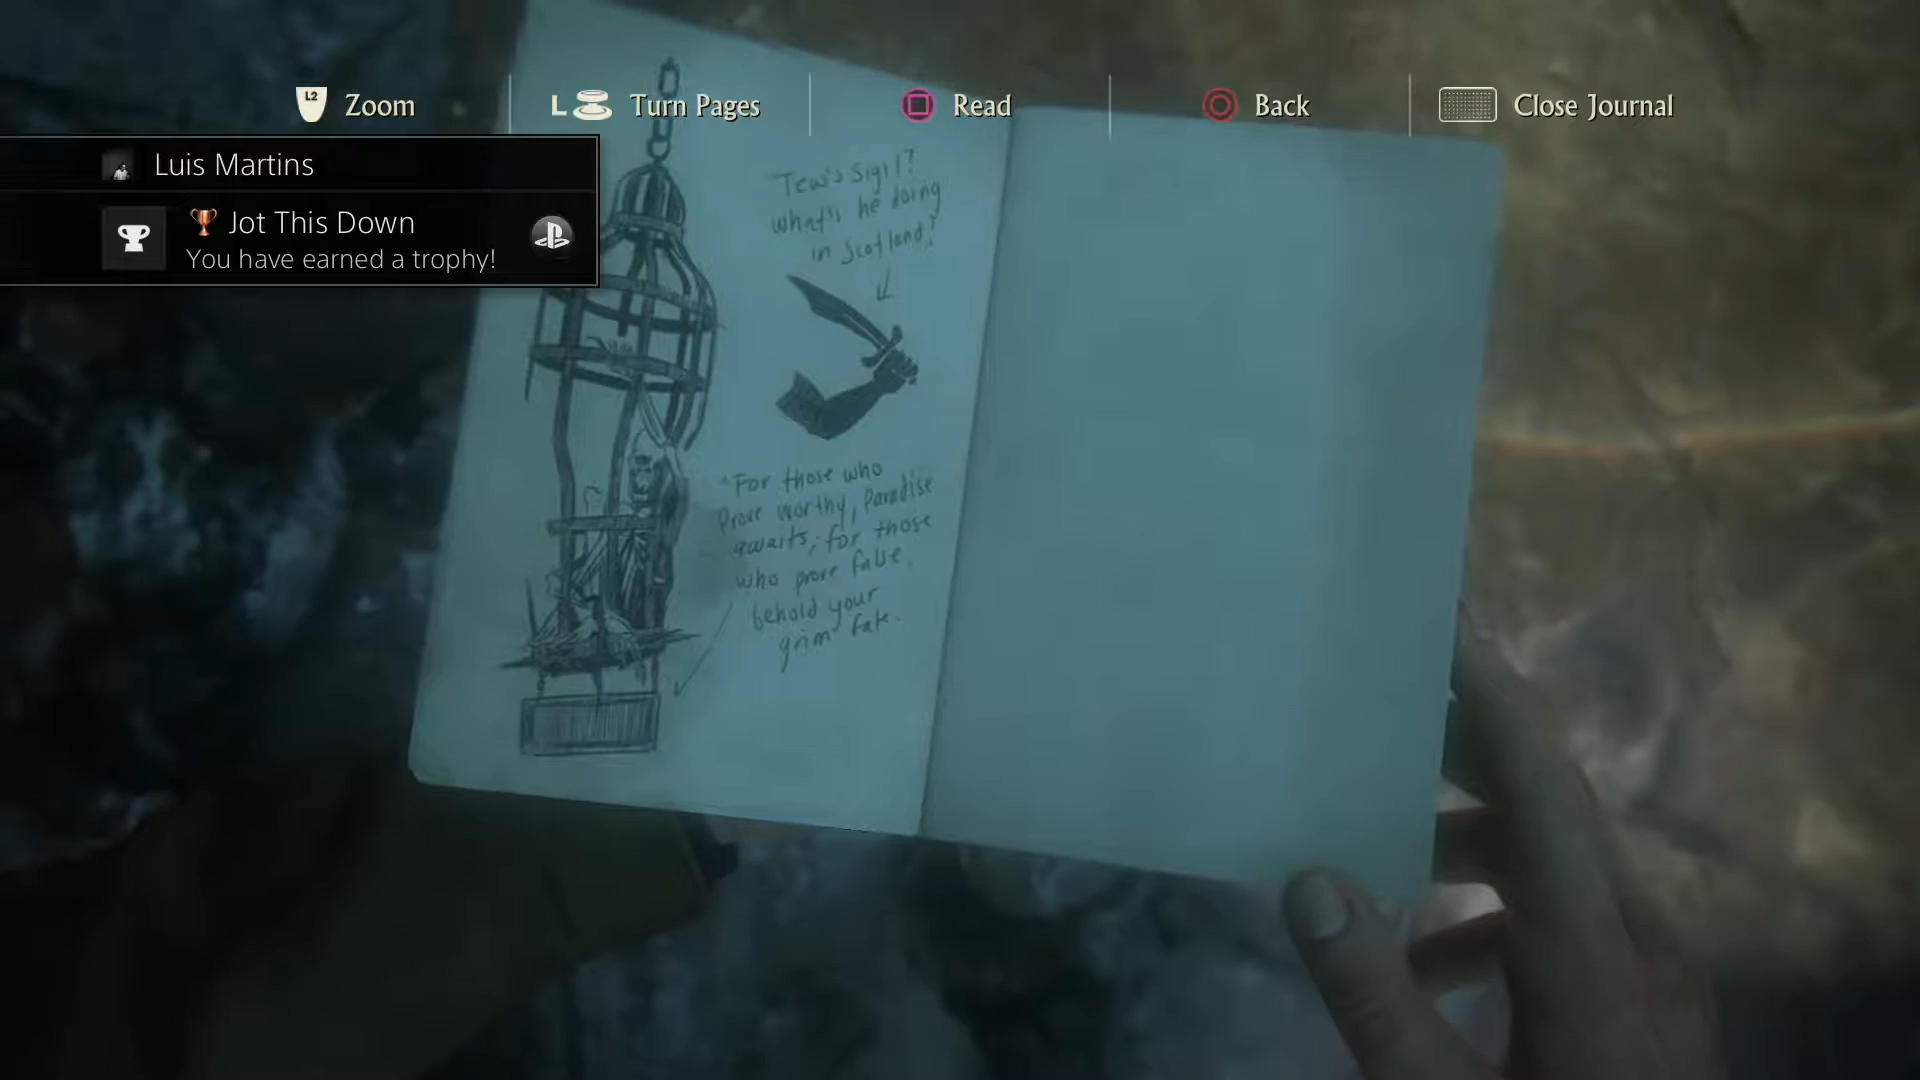 L2 Zoom
L Turn Pages
Read
Back
Close Journal
Luis Martins
Jot This Down
You have earned a trophy!
Tew's Sigil?
what's he doing
in Scotland?
"For those who
prove worthy, Paradise
awaits; for those
who prove false,
behold your
grim fate.